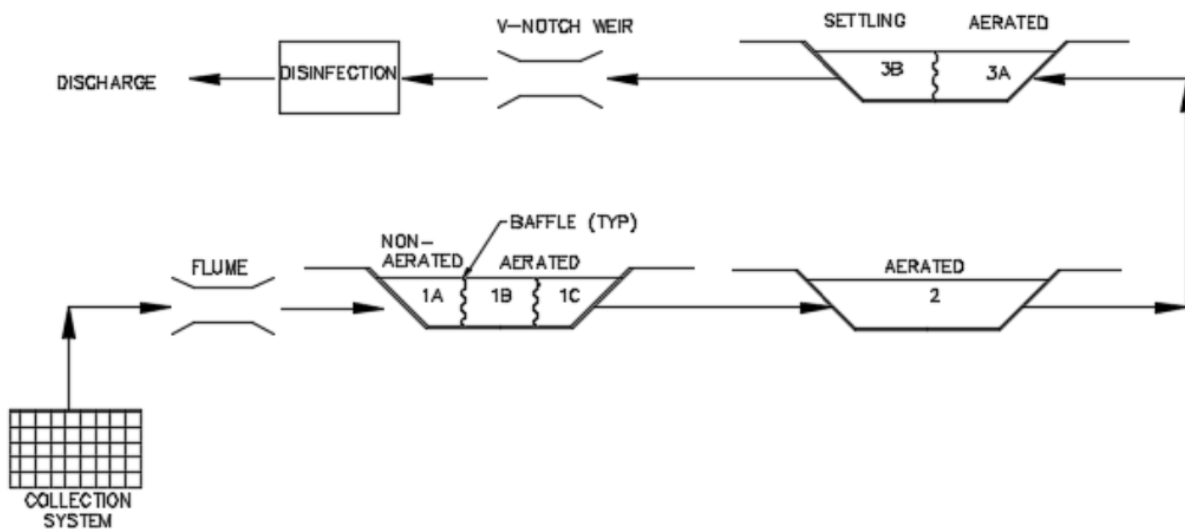 SETTLING
AERATED
V-NOTCH WEIR
3B
3A
DISINFECTION
DISCHARGE
BAFFLE (TYP)
NON-
AERATED
AERATED
FLUME
1A
1B
1C
AERATED
2
COLLECTION
SYSTEM